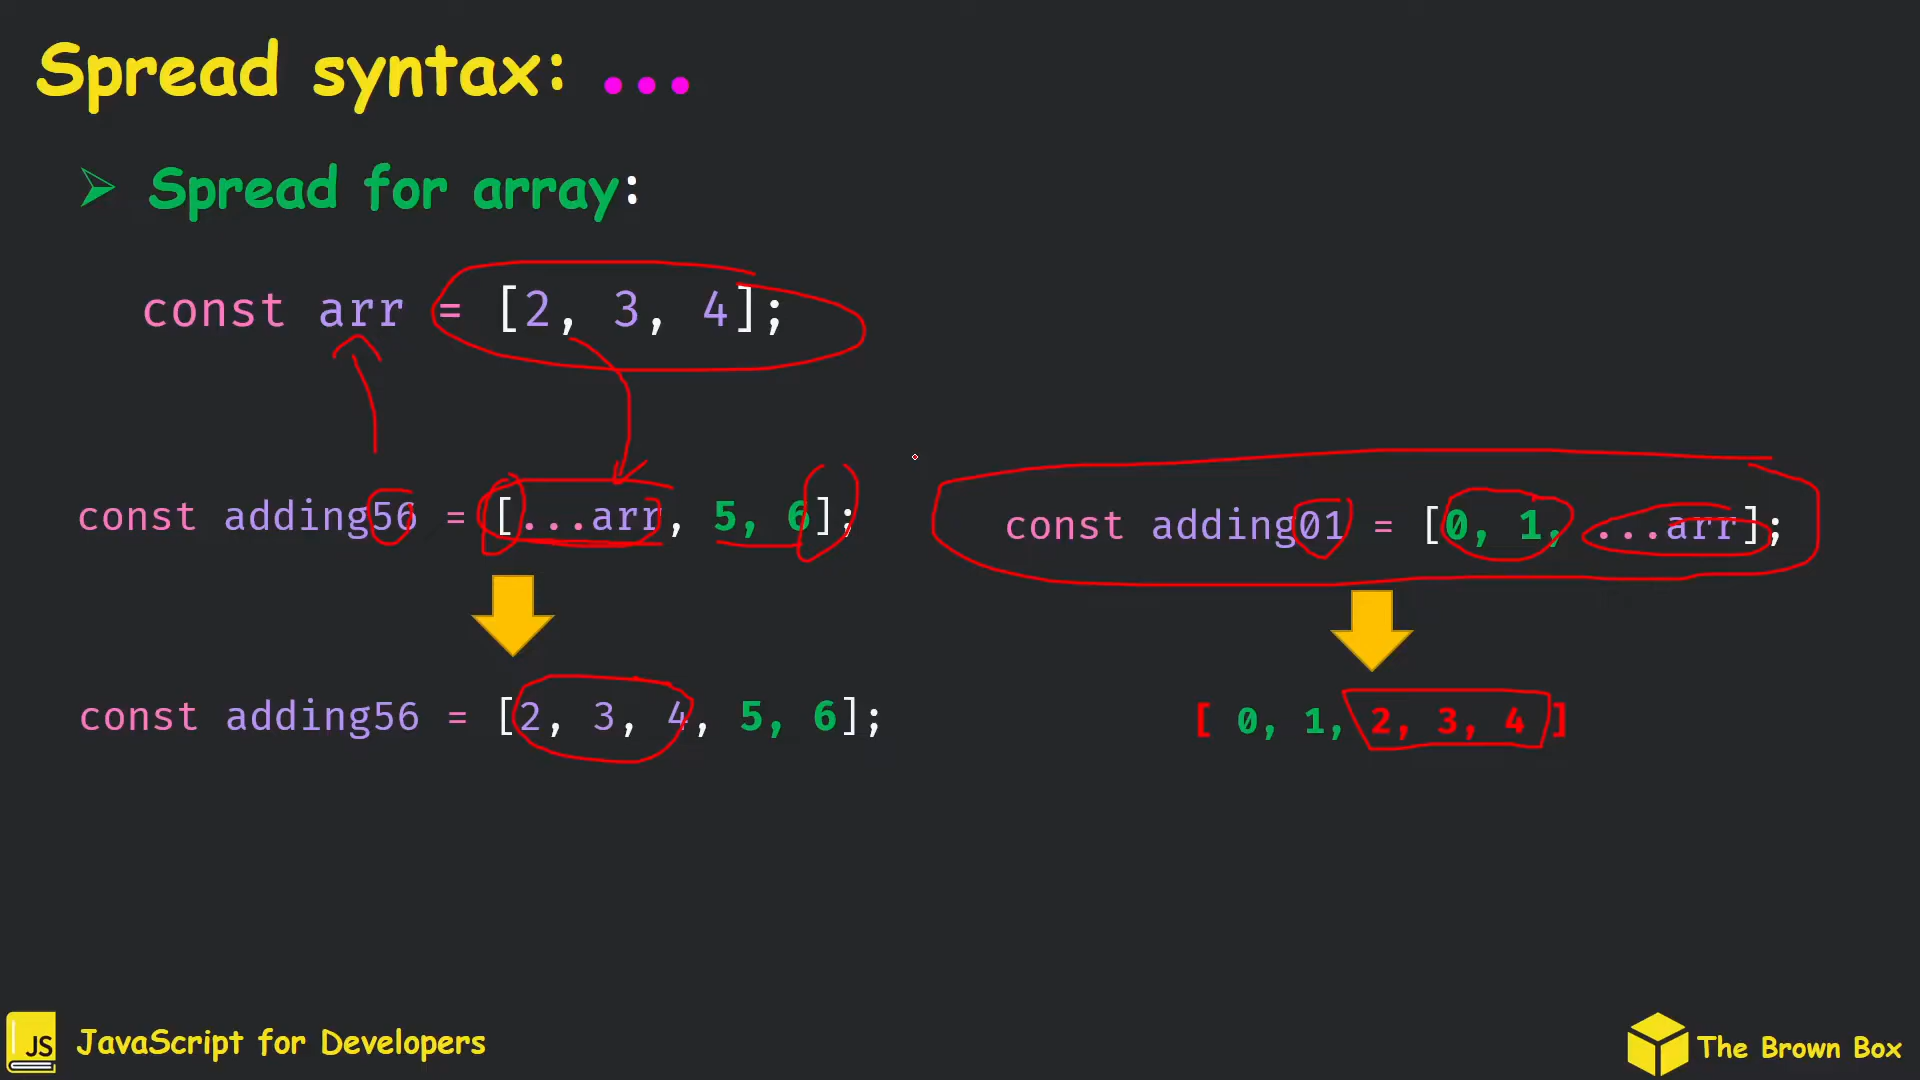 Spread syntax: ...
Spread for array:
const arr = [2, 3, 4];
const adding56 = [...arr, 5, 6];
const adding01 = [0, 1, ...arr];
const adding56 = [2, 3, 4, 5, 6];
[ 0, 1, 2, 3, 4 ]
JS
JavaScript for Developers
The Brown Box